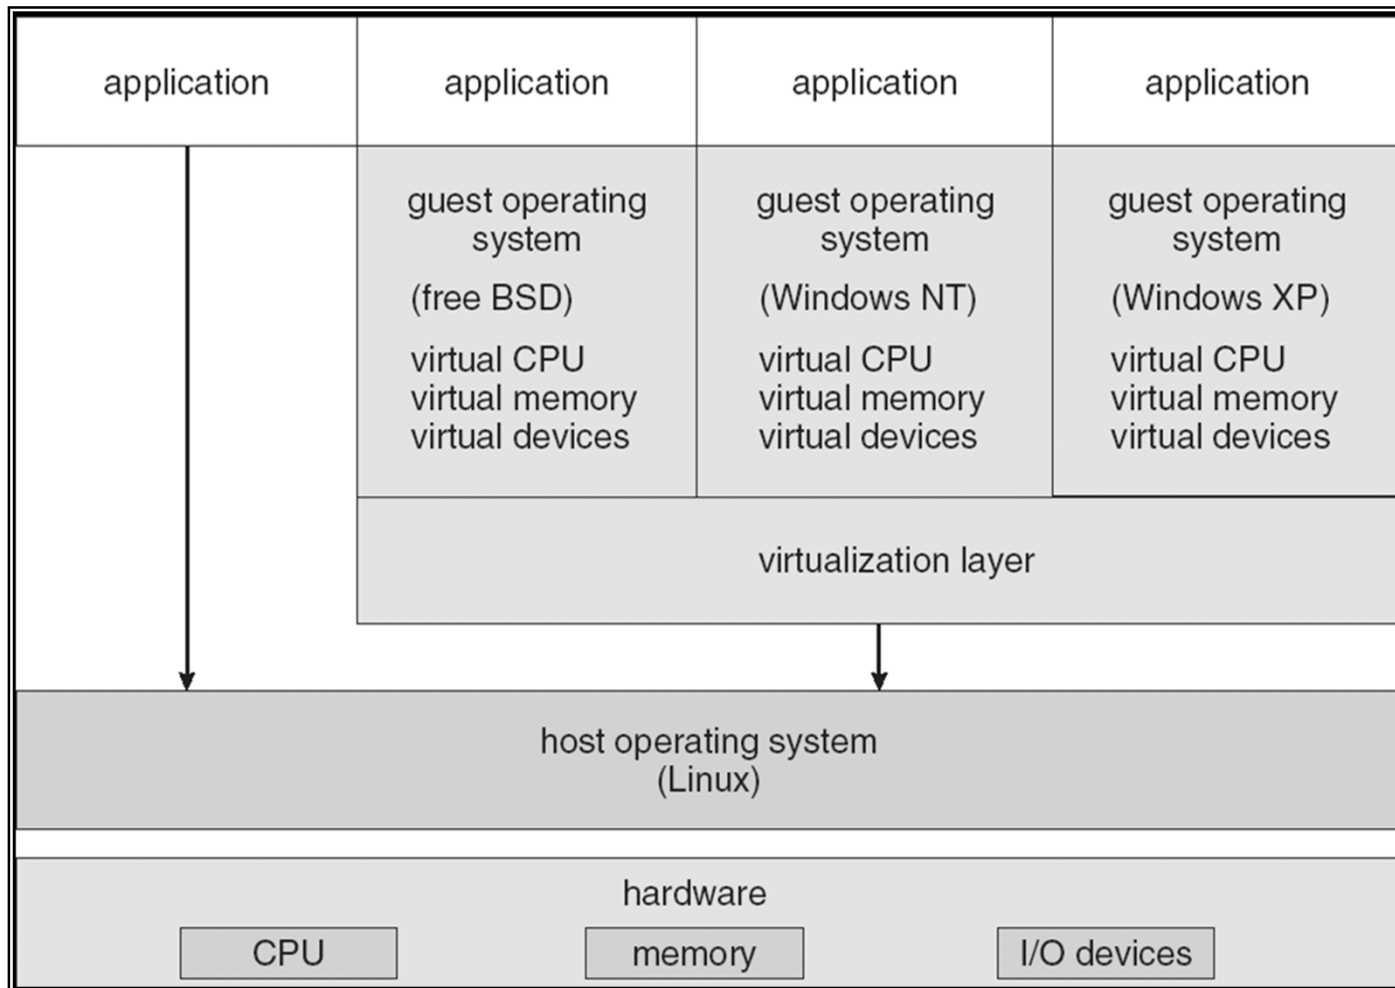 application
application
application
application
guest operating
system
(free BSD)
virtual CPU
virtual memory
virtual devices
guest operating
system
(Windows NT)
virtual CPU
virtual memory
virtual devices
guest operating
system
(Windows XP)
virtual CPU
virtual memory
virtual devices
virtualization layer
host operating system
(Linux)
hardware
CPU
memory
I/O devices